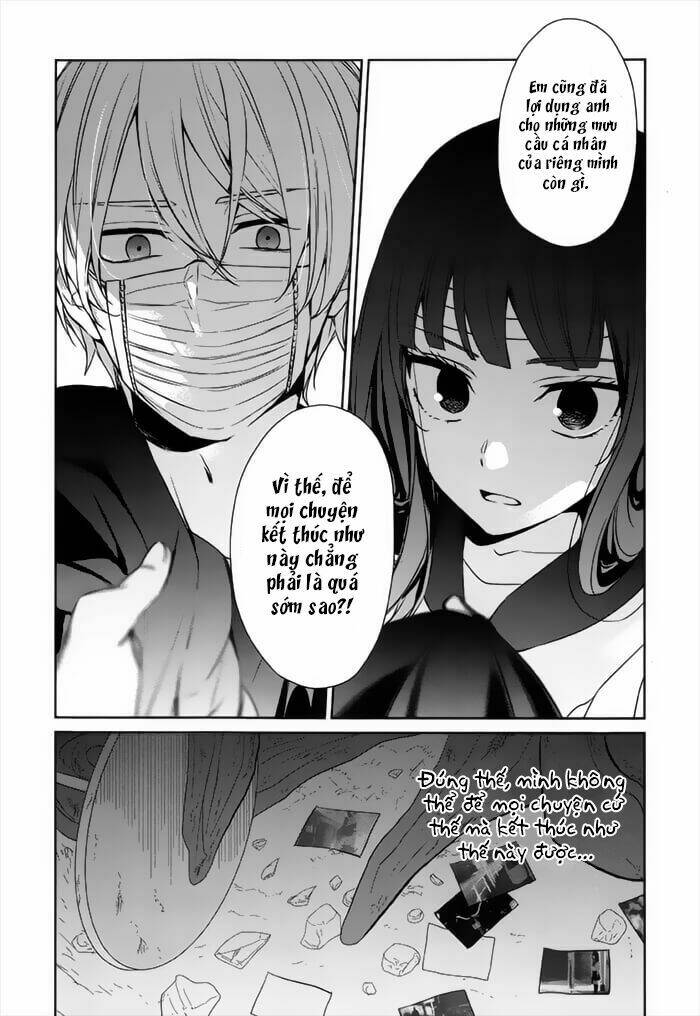 Em cũng đã
lợi dụng anh
cho những mưu
cầu cá nhân
của riêng mình
còn gì.
Vì thế, để
mọi chuyện
kết thúc như
này chẳng
phải là quá
sớm sao?!
Đúng thế, mình không
thể để mọi chuyện cứ
thế mà kết thúc như
thế này được...